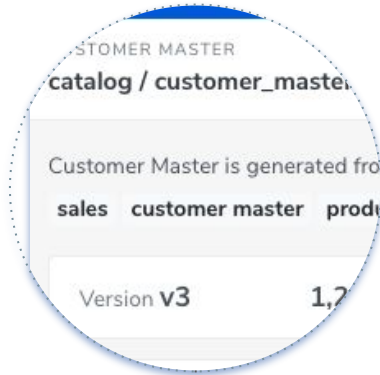 STOMER MASTER
catalog / customer_maste
Customer Master is generated fro
sales customer master produ
Version v3 1,2